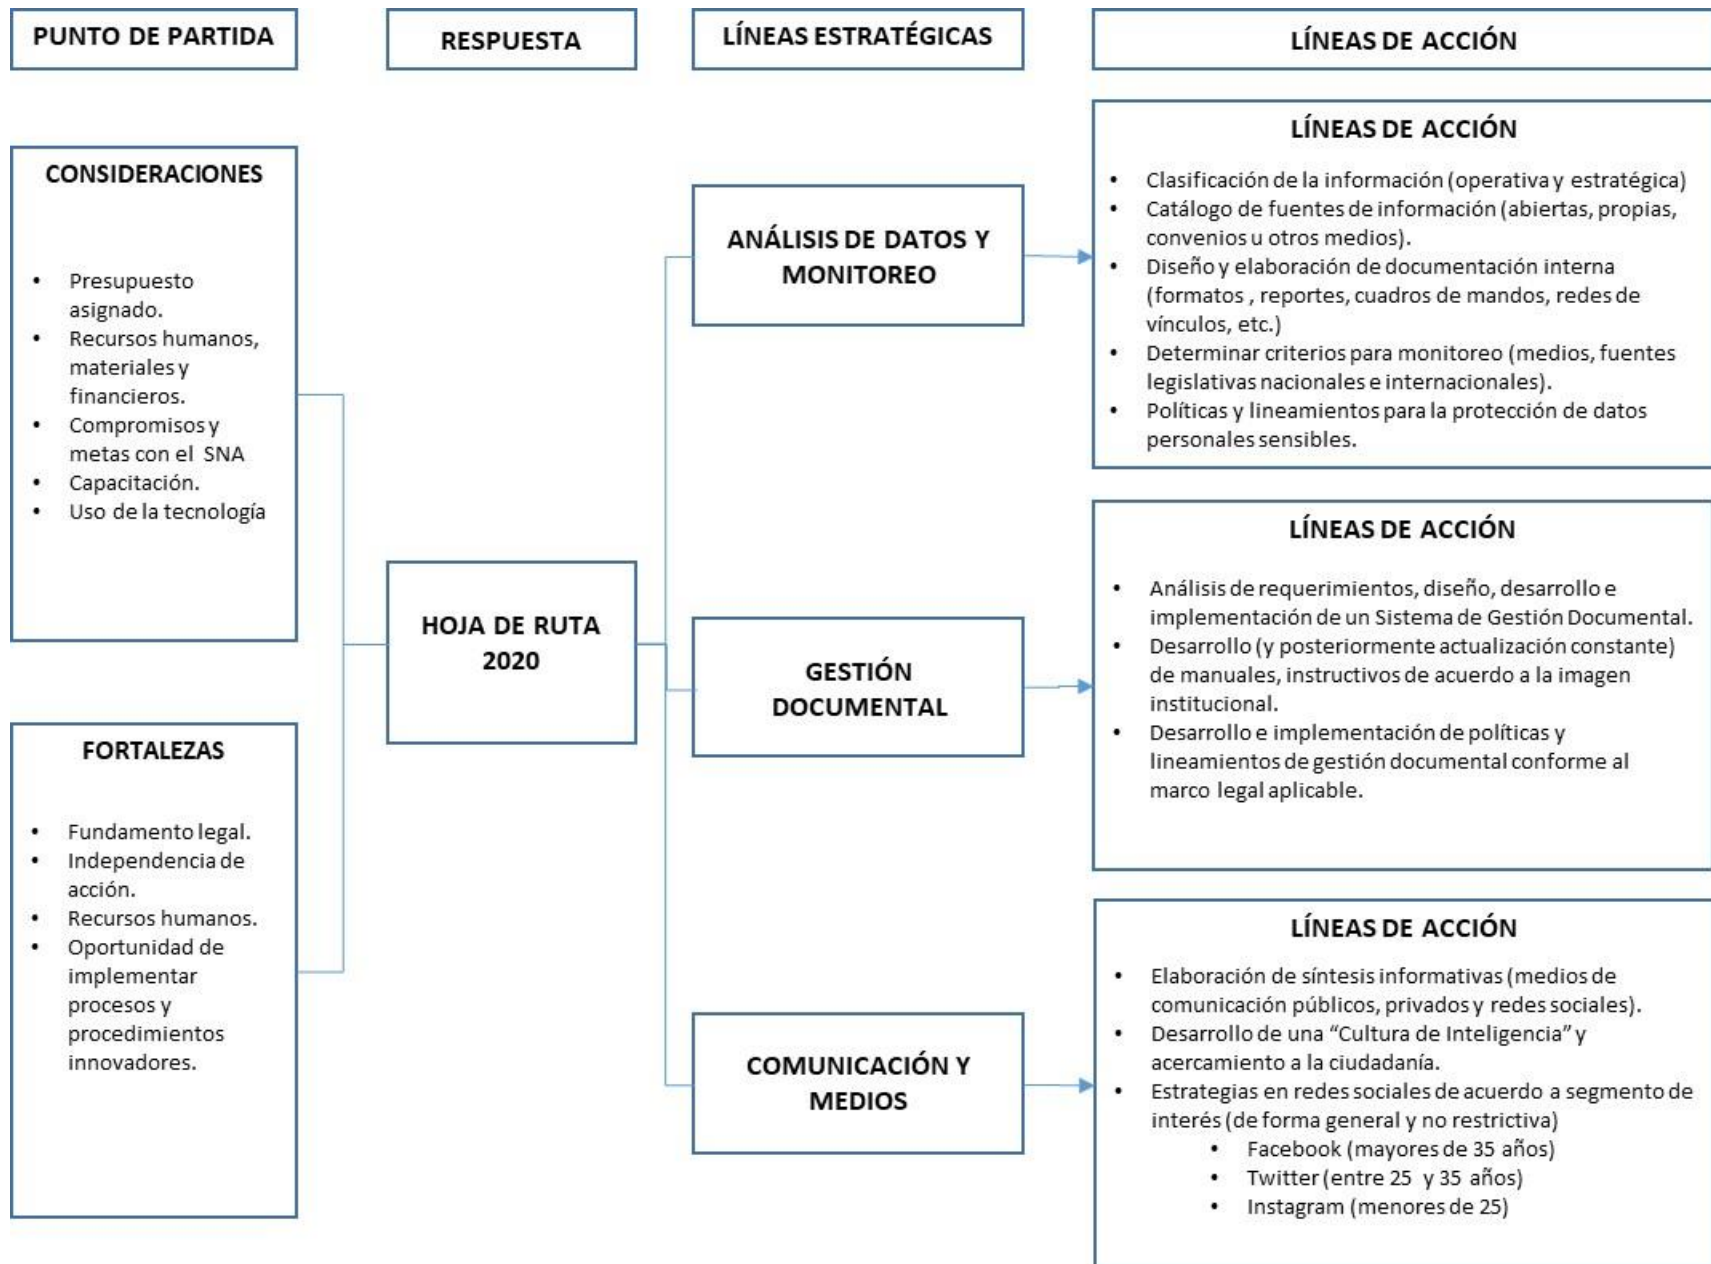 PUNTO DE PARTIDA
RESPUESTA
LÍNEAS ESTRATÉGICAS
LÍNEAS DE ACCIÓN
CONSIDERACIONES
• Presupuesto
asignado.
• Recursos humanos,
materiales y
financieros.
• Compromisos y
metas con el SNA
• Capacitación.
• Uso de la tecnología
FORTALEZAS
• Fundamento legal.
• Independencia de
acción.
• Recursos humanos.
• Oportunidad de
implementar
procesos y
procedimientos
innovadores.
HOJA DE RUTA
2020
ANÁLISIS DE DATOS Y
MONITOREO
GESTIÓN
DOCUMENTAL
COMUNICACIÓN Y
MEDIOS
LÍNEAS DE ACCIÓN
• Clasificación de la información (operativa y estratégica)
• Catálogo de fuentes de información (abiertas, propias,
convenios u otros medios).
• Diseño y elaboración de documentación interna
(formatos , reportes, cuadros de mandos, redes de
vínculos, etc.)
• Determinar criterios para monitoreo (medios, fuentes
legislativas nacionales e internacionales).
• Políticas y lineamientos para la protección de datos
personales sensibles.
LÍNEAS DE ACCIÓN
• Análisis de requerimientos, diseño, desarrollo e
implementación de un Sistema de Gestión Documental.
• Desarrollo (y posteriormente actualización constante)
de manuales, instructivos de acuerdo a la imagen
institucional.
• Desarrollo e implementación de políticas y
lineamientos de gestión documental conforme al
marco legal aplicable.
LÍNEAS DE ACCIÓN
• Elaboración de síntesis informativas (medios de
comunicación públicos, privados y redes sociales).
• Desarrollo de una “Cultura de Inteligencia” y
acercamiento a la ciudadanía.
• Estrategias en redes sociales de acuerdo a segmento de
interés (de forma general y no restrictiva)
• Facebook (mayores de 35 años)
• Twitter (entre 25 y 35 años)
• Instagram (menores de 25)